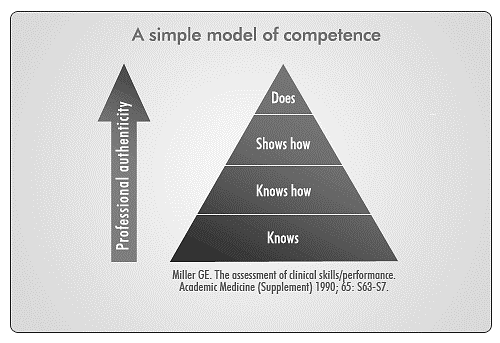 A simple model of competence
Professional authenticity
Does
Shows how
Knows how
Knows
Miller GE. The assessment of clinical skills/performance.
Academic Medicine (Supplement) 1990; 65: S63-S7.